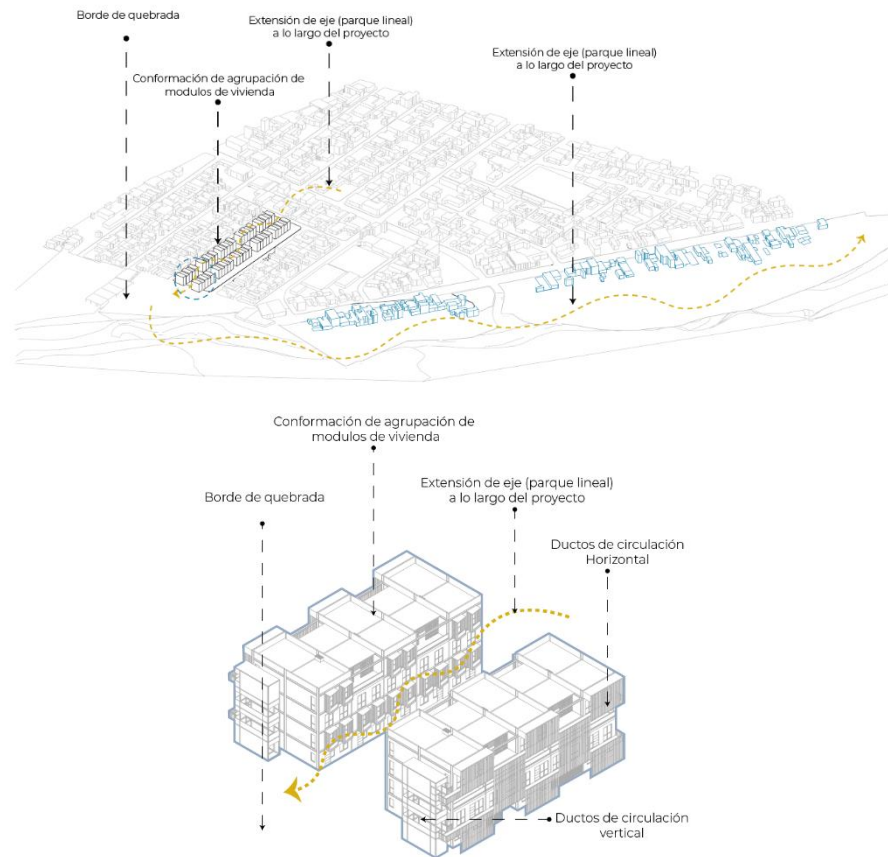 Borde de quebrada
Extensión de eje (parque lineal)
a lo largo del proyecto
Extensión de eje (parque lineal)
a lo largo del proyecto
Conformación de agrupación de
modulos de vivienda
Conformación de agrupación de
modulos de vivienda
Borde de quebrada
Extensión de eje (parque lineal)
a lo largo del proyecto
Ductos de circulación
Horizontal
Ductos de circulación
vertical